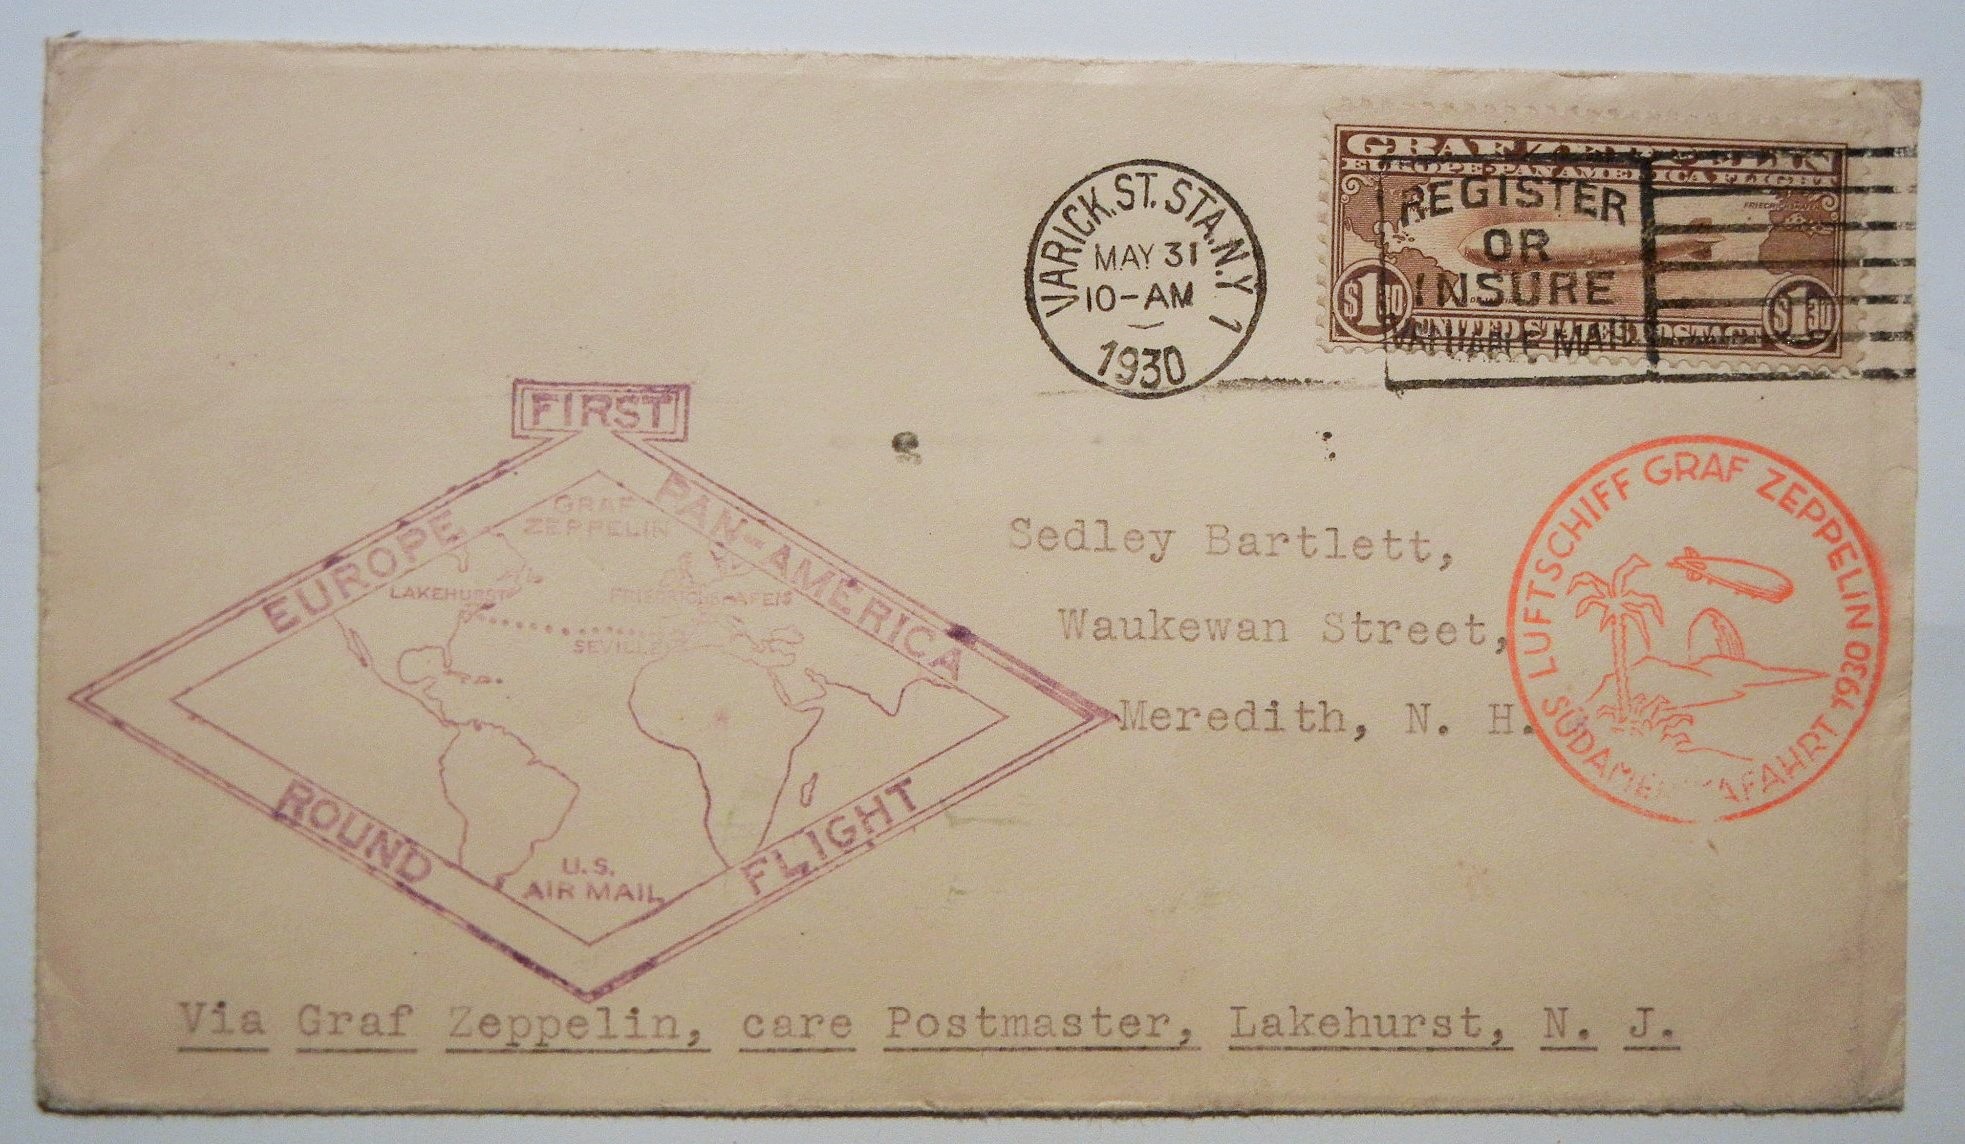 GRAF ZEPPELIN
EUROPE PAN AMERICA FLIGHT
FRIEDRICHSHAFEN
$1 30
UNITED STATES POSTAGE
$1 30
VARICK. ST. STA. N.Y. 1
MAY 31
10-AM
1930
REGISTER
OR
INSURE
VALUABLE MAIL
FIRST
EUROPE
PAN-AMERICA
GRAF
ZEPPELIN
LAKEHURST
FRIEDRICHSHAFEN
SEVILLE
U.S.
AIR MAIL
ROUND
FLIGHT
Sedley Bartlett,
Waukewan Street,
Meredith, N. H.
LUFTSCHIFF GRAF ZEPPELIN
SÜDAMERIKAFAHRT 1930
Via Graf Zeppelin, care Postmaster, Lakehurst, N. J.